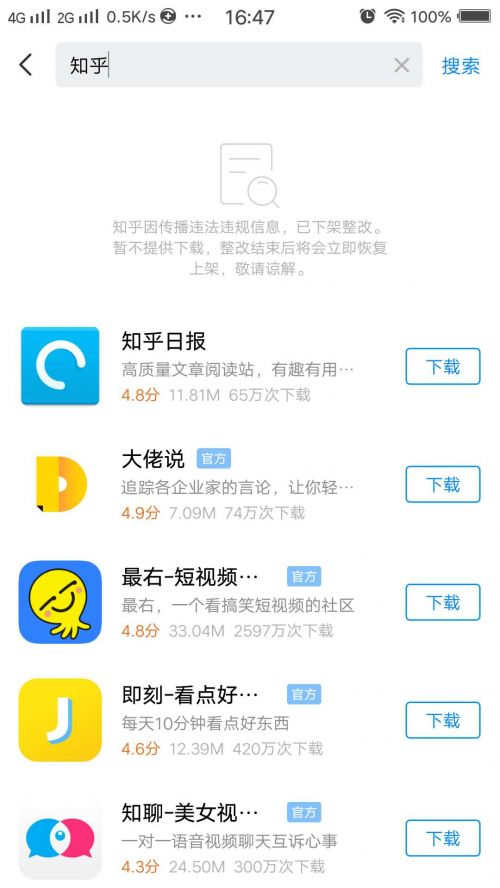 4G 2G 0.5K/s ··· 16:47 100%
知乎 搜索
知乎因传播违法违规信息，已下架整改。
暂不提供下载，整改结束后将会立即恢复
上架，敬请谅解。
知乎日报
高质量文章阅读站，有趣有用···
4.8分 11.81M 65万次下载
下载
大佬说 官方
追踪各企业家的言论，让你轻···
4.9分 7.09M 74万次下载
下载
最右-短视频··· 官方
最右，一个看搞笑短视频的社区
4.8分 33.04M 2597万次下载
下载
即刻-看点好··· 官方
每天10分钟看点好东西
4.6分 12.39M 420万次下载
下载
知聊-美女视··· 官方
一对一语音视频聊天互诉心事
4.3分 24.50M 300万次下载
下载